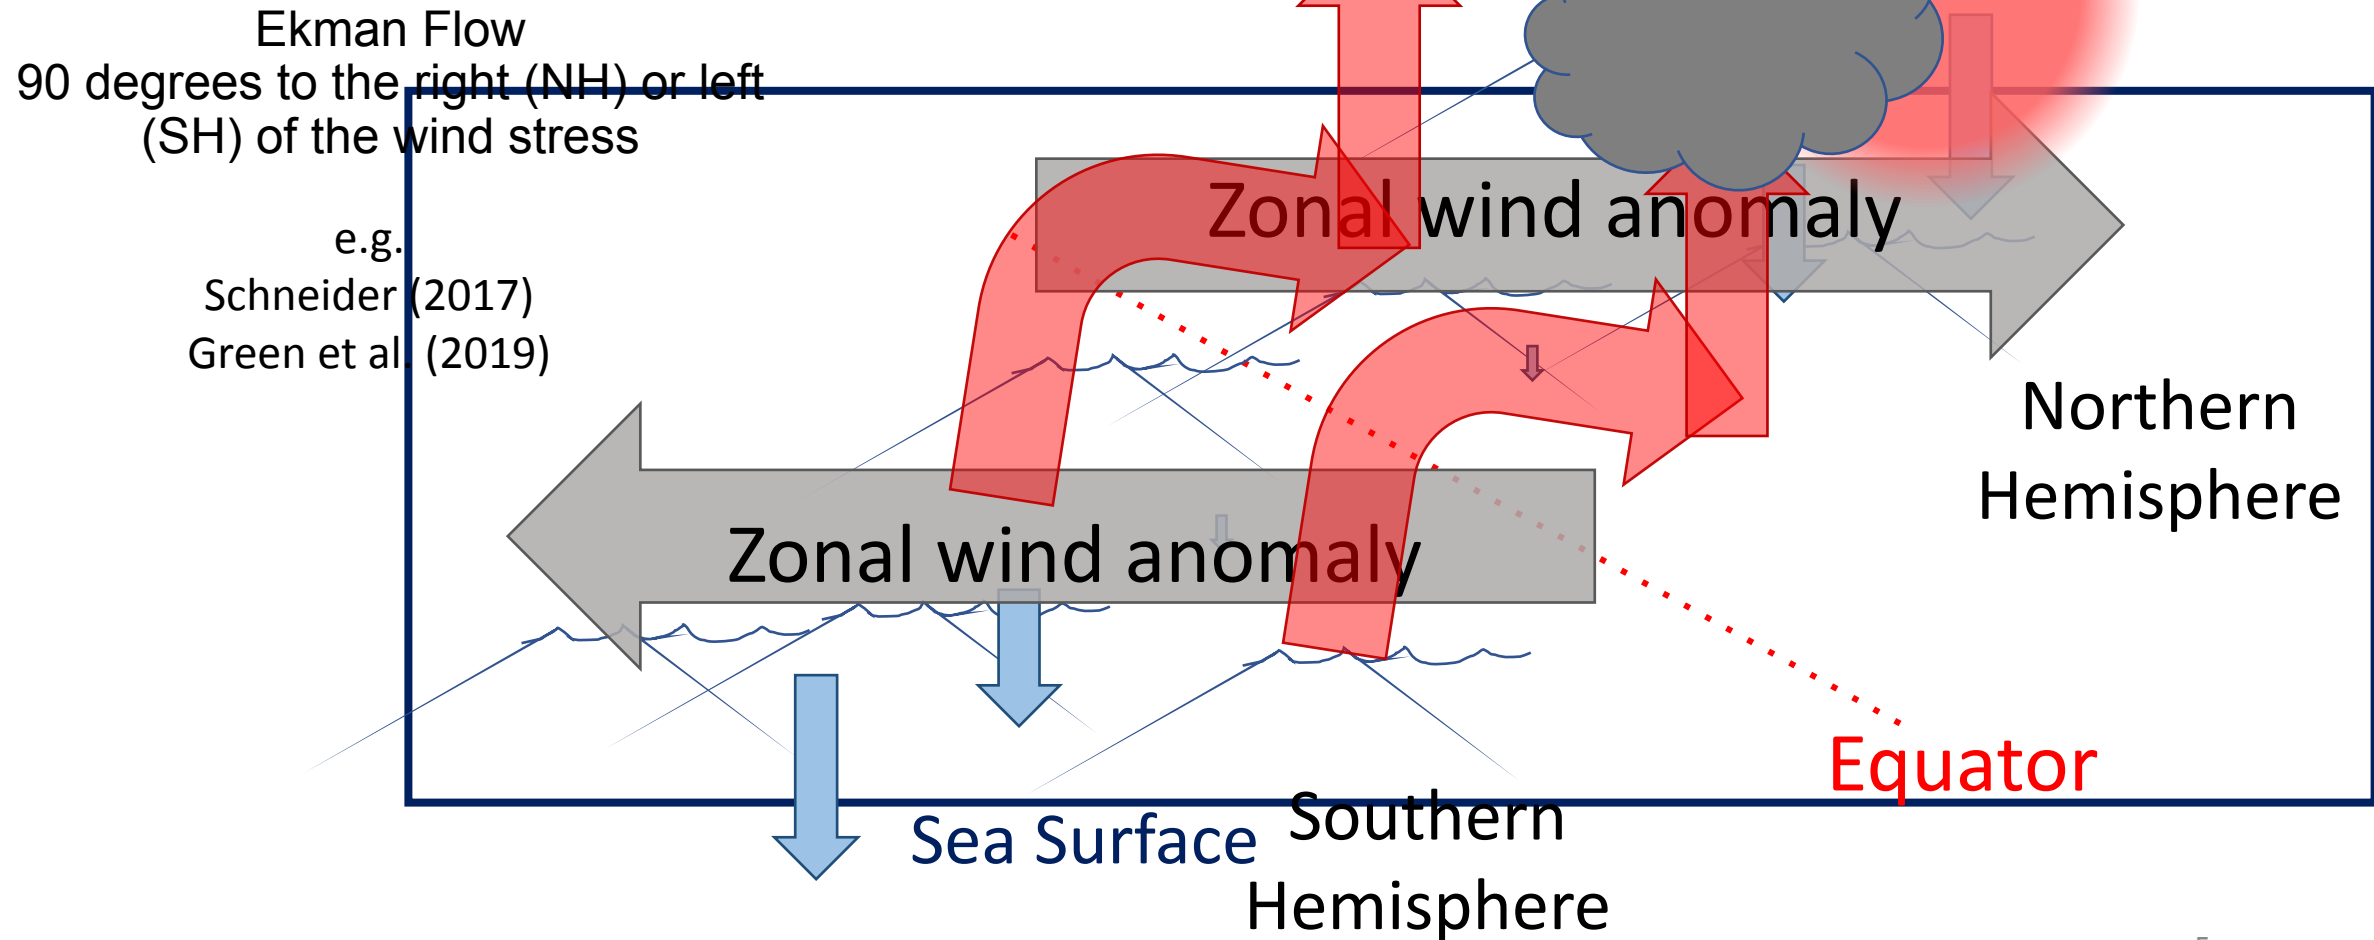 Ekman Flow
90 degrees to the right (NH) or left
(SH) of the wind stress
e.g.
Schneider (2017)
Green et al. (2019)
Zonal wind anomaly
Northern
Hemisphere
Zonal wind anomaly
Equator
Sea Surface
Southern
Hemisphere